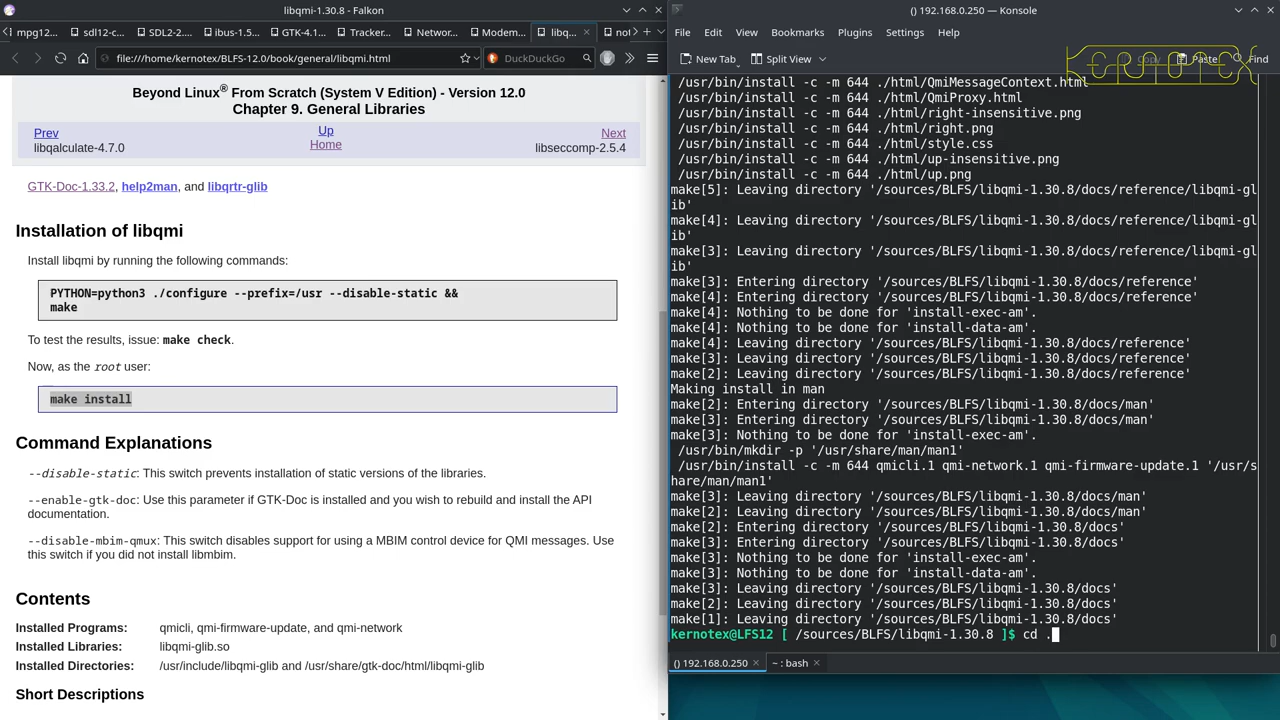 libqmi-1.30.8 - Falkon
mpg12...
sdl12-c...
SDL2-2....
ibus-1.5...
GTK-4.1...
Tracker...
Networ...
Modem...
libq...
not
file:///home/kernotex/BLFS-12.0/book/general/libqmi.html
DuckDuckGo
Beyond Linux® From Scratch (System V Edition) - Version 12.0
Chapter 9. General Libraries
Prev
Up
Next
libqalculate-4.7.0
Home
libseccomp-2.5.4
GTK-Doc-1.33.2, help2man, and libqrtr-glib
Installation of libqmi
Install libqmi by running the following commands:
PYTHON=python3 ./configure --prefix=/usr --disable-static &&
make
To test the results, issue: make check.
Now, as the root user:
make install
Command Explanations
--disable-static: This switch prevents installation of static versions of the libraries.
--enable-gtk-doc: Use this parameter if GTK-Doc is installed and you wish to rebuild and install the API
documentation.
--disable-mbim-qmux: This switch disables support for using a MBIM control device for QMI messages. Use
this switch if you did not install libmbim.
Contents
Installed Programs: qmicli, qmi-firmware-update, and qmi-network
Installed Libraries: libqmi-glib.so
Installed Directories: /usr/include/libqmi-glib and /usr/share/gtk-doc/html/libqmi-glib
Short Descriptions
() 192.168.0.250 — Konsole
File Edit View Bookmarks Plugins Settings Help
New Tab Split View Copy Paste Find
KERNOTEX
/usr/bin/install -c -m 644 ./html/QmiMessageContext.html
/usr/bin/install -c -m 644 ./html/QmiProxy.html
/usr/bin/install -c -m 644 ./html/right-insensitive.png
/usr/bin/install -c -m 644 ./html/right.png
/usr/bin/install -c -m 644 ./html/style.css
/usr/bin/install -c -m 644 ./html/up-insensitive.png
/usr/bin/install -c -m 644 ./html/up.png
make[5]: Leaving directory '/sources/BLFS/libqmi-1.30.8/docs/reference/libqmi-gl
ib'
make[4]: Leaving directory '/sources/BLFS/libqmi-1.30.8/docs/reference/libqmi-gl
ib'
make[3]: Leaving directory '/sources/BLFS/libqmi-1.30.8/docs/reference/libqmi-gl
ib'
make[3]: Entering directory '/sources/BLFS/libqmi-1.30.8/docs/reference'
make[4]: Entering directory '/sources/BLFS/libqmi-1.30.8/docs/reference'
make[4]: Nothing to be done for 'install-exec-am'.
make[4]: Nothing to be done for 'install-data-am'.
make[4]: Leaving directory '/sources/BLFS/libqmi-1.30.8/docs/reference'
make[3]: Leaving directory '/sources/BLFS/libqmi-1.30.8/docs/reference'
make[2]: Leaving directory '/sources/BLFS/libqmi-1.30.8/docs/reference'
Making install in man
make[2]: Entering directory '/sources/BLFS/libqmi-1.30.8/docs/man'
make[3]: Entering directory '/sources/BLFS/libqmi-1.30.8/docs/man'
make[3]: Nothing to be done for 'install-exec-am'.
/usr/bin/mkdir -p '/usr/share/man/man1'
/usr/bin/install -c -m 644 qmicli.1 qmi-network.1 qmi-firmware-update.1 '/usr/s
hare/man/man1'
make[3]: Leaving directory '/sources/BLFS/libqmi-1.30.8/docs/man'
make[2]: Leaving directory '/sources/BLFS/libqmi-1.30.8/docs/man'
make[2]: Entering directory '/sources/BLFS/libqmi-1.30.8/docs'
make[3]: Entering directory '/sources/BLFS/libqmi-1.30.8/docs'
make[3]: Nothing to be done for 'install-exec-am'.
make[3]: Nothing to be done for 'install-data-am'.
make[3]: Leaving directory '/sources/BLFS/libqmi-1.30.8/docs'
make[2]: Leaving directory '/sources/BLFS/libqmi-1.30.8/docs'
make[1]: Leaving directory '/sources/BLFS/libqmi-1.30.8/docs'
kernotex@LFS12 [ /sources/BLFS/libqmi-1.30.8 ]$ cd .
() 192.168.0.250
~ : bash